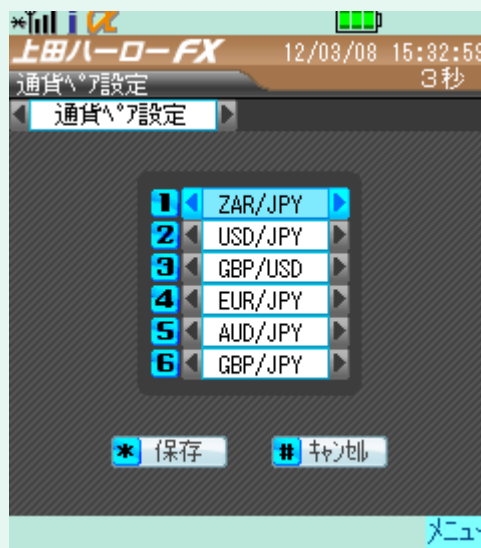 上田ハーローFX 12/03/08 15:32:59
通貨ﾍﾟｱ設定 3秒
通貨ﾍﾟｱ設定
1 ZAR/JPY
2 USD/JPY
3 GBP/USD
4 EUR/JPY
5 AUD/JPY
6 GBP/JPY
* 保存 # ｷｬﾝｾﾙ
ﾒﾆｭｰ